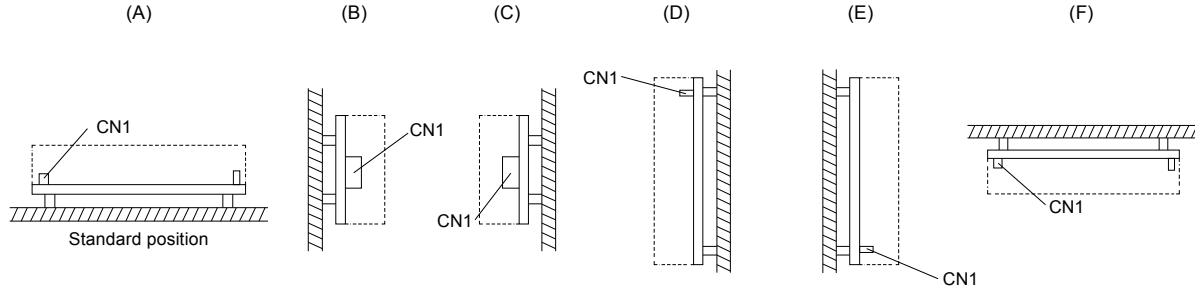 (A)
(B)
(C)
(D)
(E)
(F)
CN1
CN1
CN1
CN1
CN1
CN1
Standard position